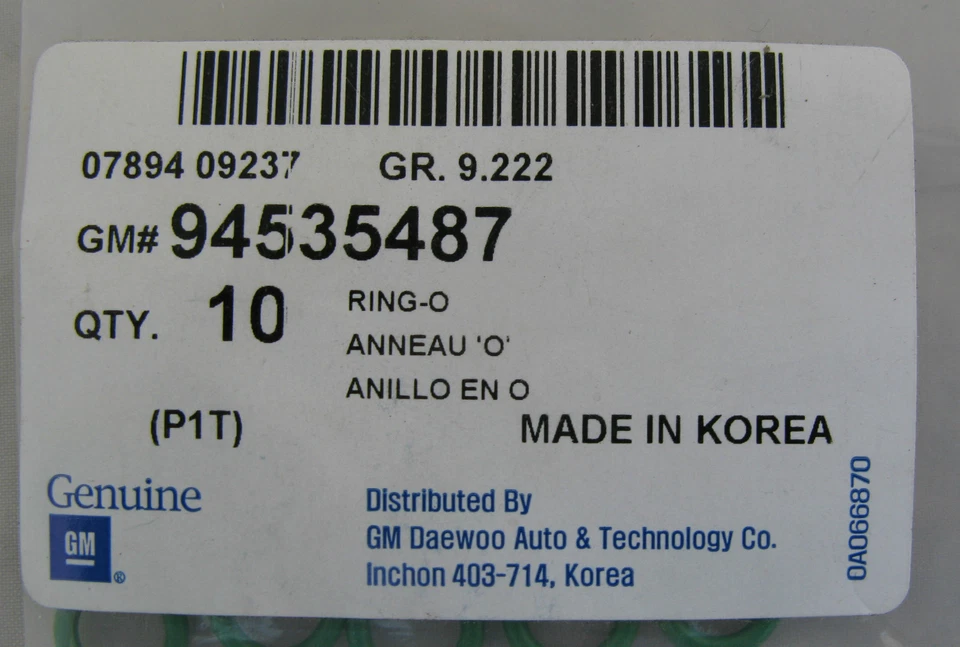 07894 09237 GR. 9.222
GM# 94535487
QTY. 10
RING-O
ANNEAU 'O'
ANILLO EN O
(P1T)
MADE IN KOREA
Genuine
GM ®
Distributed By
GM Daewoo Auto & Technology Co.
Inchon 403-714, Korea
0A066870